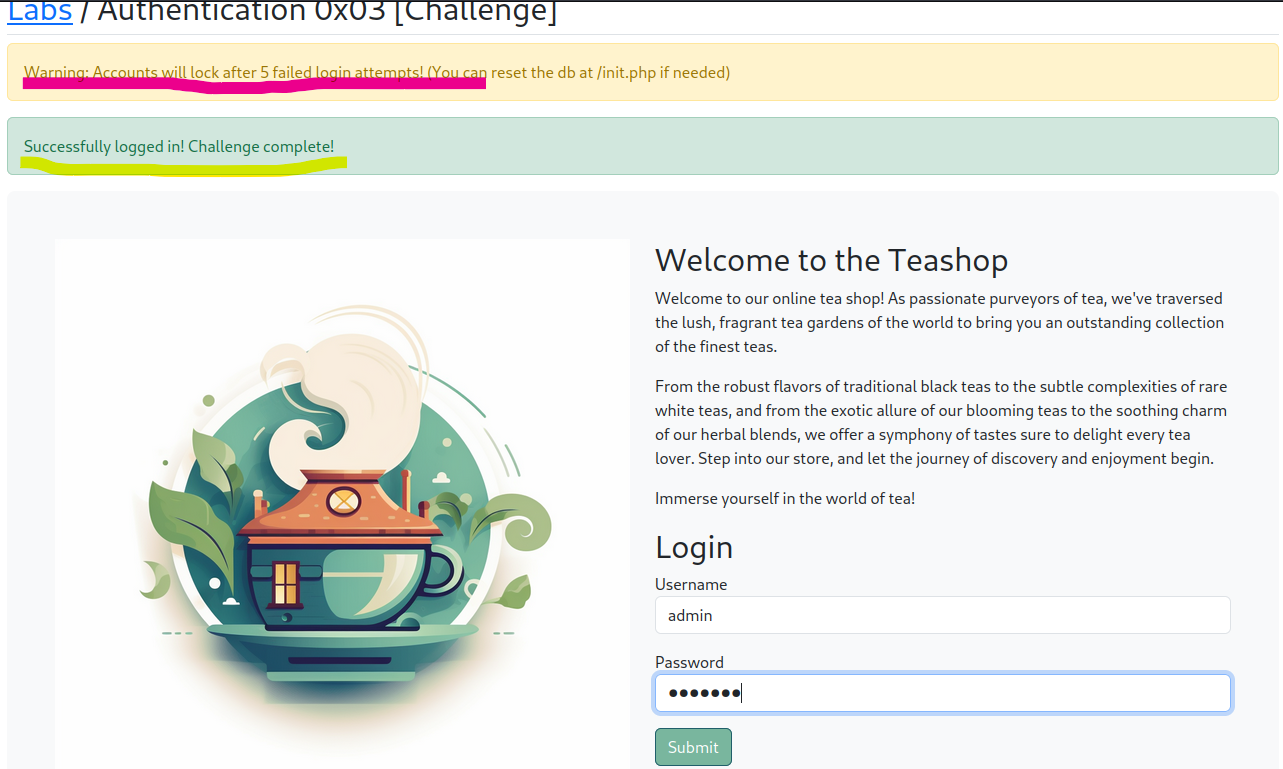 Labs / Authentication 0x03 [Challenge]
Warning: Accounts will lock after 5 failed login attempts! (You can reset the db at /init.php if needed)
Successfully logged in! Challenge complete!
Welcome to the Teashop
Welcome to our online tea shop! As passionate purveyors of tea, we've traversed
the lush, fragrant tea gardens of the world to bring you an outstanding collection
of the finest teas.
From the robust flavors of traditional black teas to the subtle complexities of rare
white teas, and from the exotic allure of our blooming teas to the soothing charm
of our herbal blends, we offer a symphony of tastes sure to delight every tea
lover. Step into our store, and let the journey of discovery and enjoyment begin.
Immerse yourself in the world of tea!
Login
Username
admin
Password
•••••••
Submit